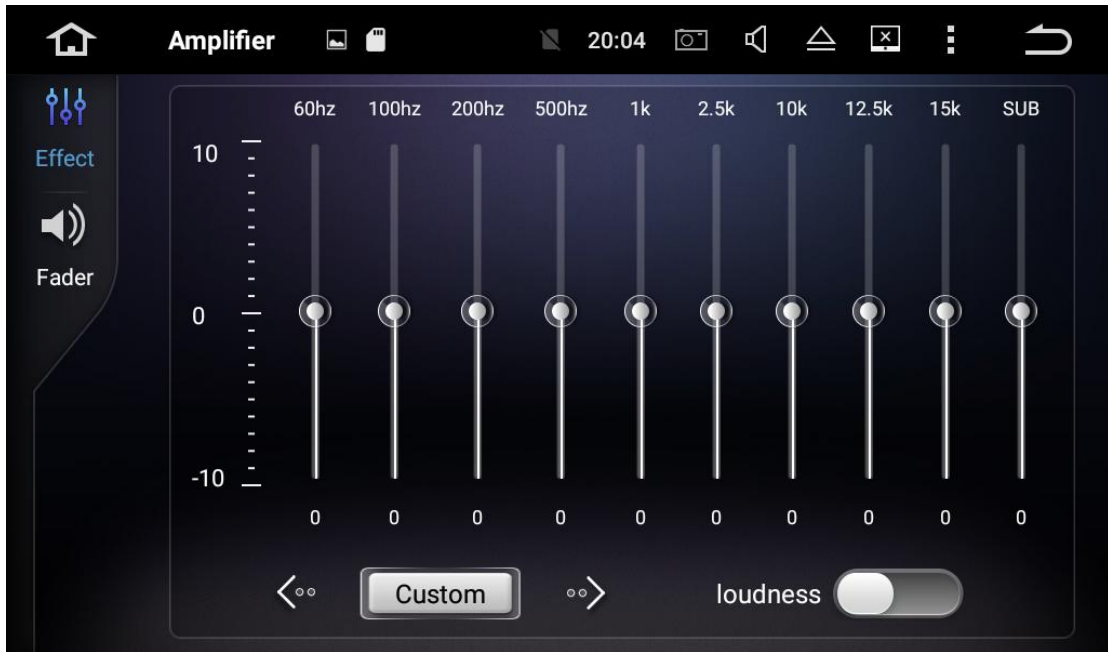 Amplifier 20:04
Effect
Fader
60hz 100hz 200hz 500hz 1k 2.5k 10k 12.5k 15k SUB
10
0
-10
0 0 0 0 0 0 0 0 0 0
Custom loudness